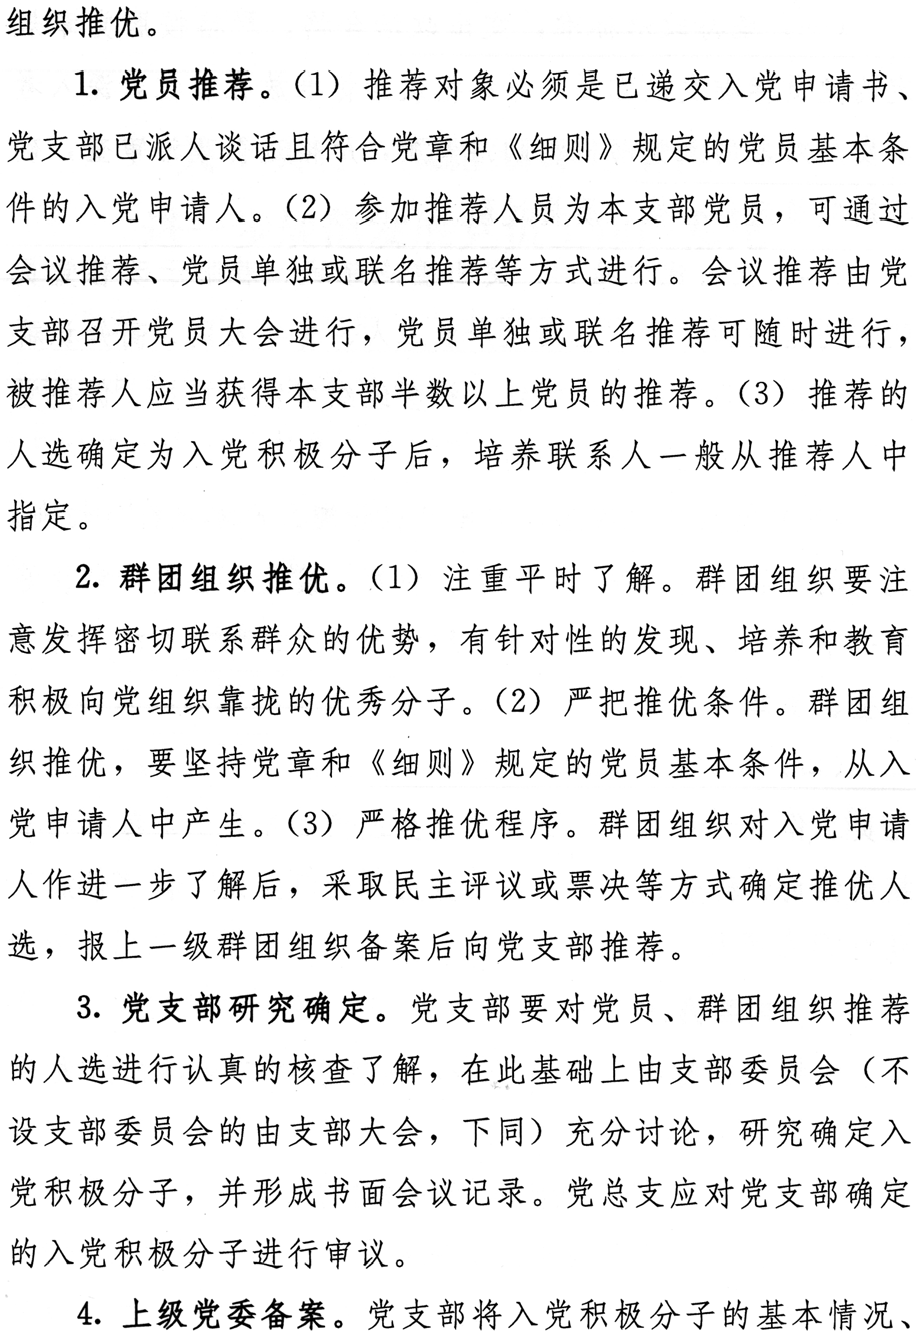 组织推优。
1. 党员推荐。（1）推荐对象必须是已递交入党申请书、
党支部已派人谈话且符合党章和《细则》规定的党员基本条
件的入党申请人。（2）参加推荐人员为本支部党员，可通过
会议推荐、党员单独或联名推荐等方式进行。会议推荐由党
支部召开党员大会进行，党员单独或联名推荐可随时进行，
被推荐人应当获得本支部半数以上党员的推荐。（3）推荐的
人选确定为入党积极分子后，培养联系人一般从推荐人中
指定。
2. 群团组织推优。（1）注重平时了解。群团组织要注
意发挥密切联系群众的优势，有针对性的发现、培养和教育
积极向党组织靠拢的优秀分子。（2）严把推优条件。群团组
织推优，要坚持党章和《细则》规定的党员基本条件，从入
党申请人中产生。（3）严格推优程序。群团组织对入党申请
人作进一步了解后，采取民主评议或票决等方式确定推优人
选，报上一级群团组织备案后向党支部推荐。
3. 党支部研究确定。党支部要对党员、群团组织推荐
的人选进行认真的核查了解，在此基础上由支部委员会（不
设支部委员会的由支部大会，下同）充分讨论，研究确定入
党积极分子，并形成书面会议记录。党总支应对党支部确定
的入党积极分子进行审议。
4. 上级党委备案。党支部将入党积极分子的基本情况、